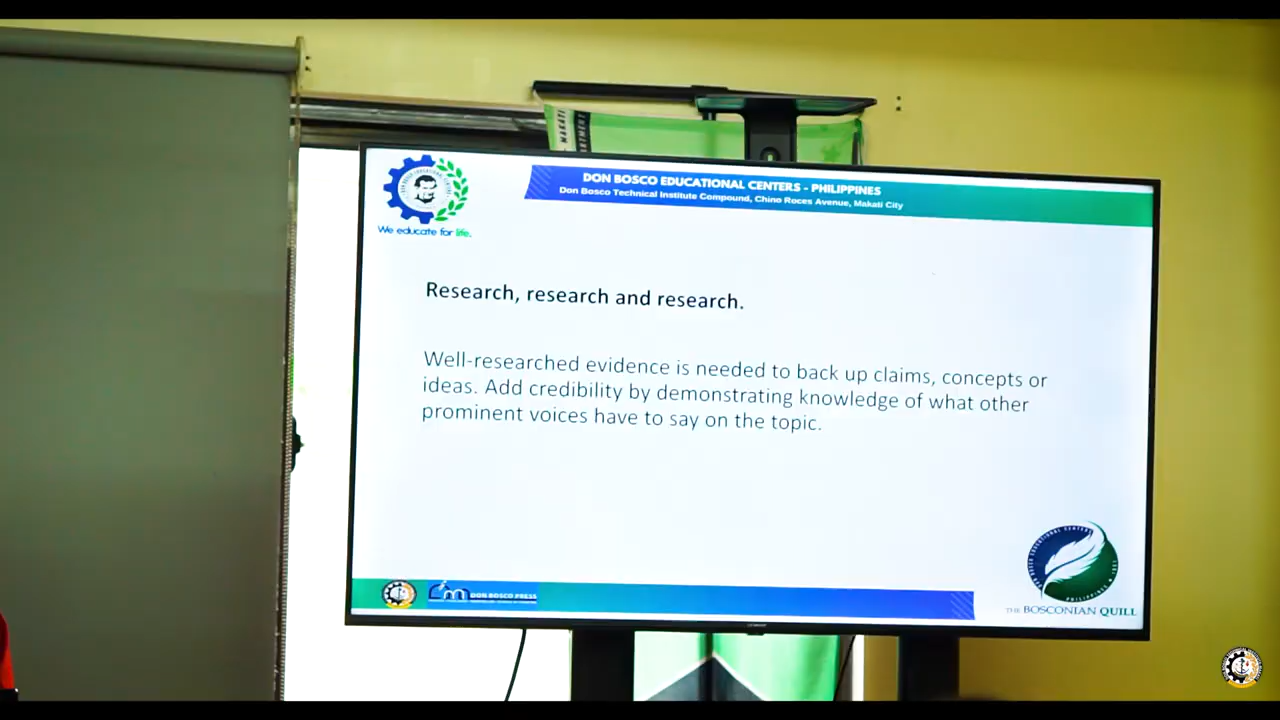 MAKATI
DON BOSCO EDUCATIONAL CENTERS - PHILIPPINES
Don Bosco Technical Institute Compound, Chino Roces Avenue, Makati City
We educate for life.
Research, research and research.
Well-researched evidence is needed to back up claims, concepts or
ideas. Add credibility by demonstrating knowledge of what other
prominent voices have to say on the topic.
DON BOSCO PRESS
THE BOSCONIAN QUILL